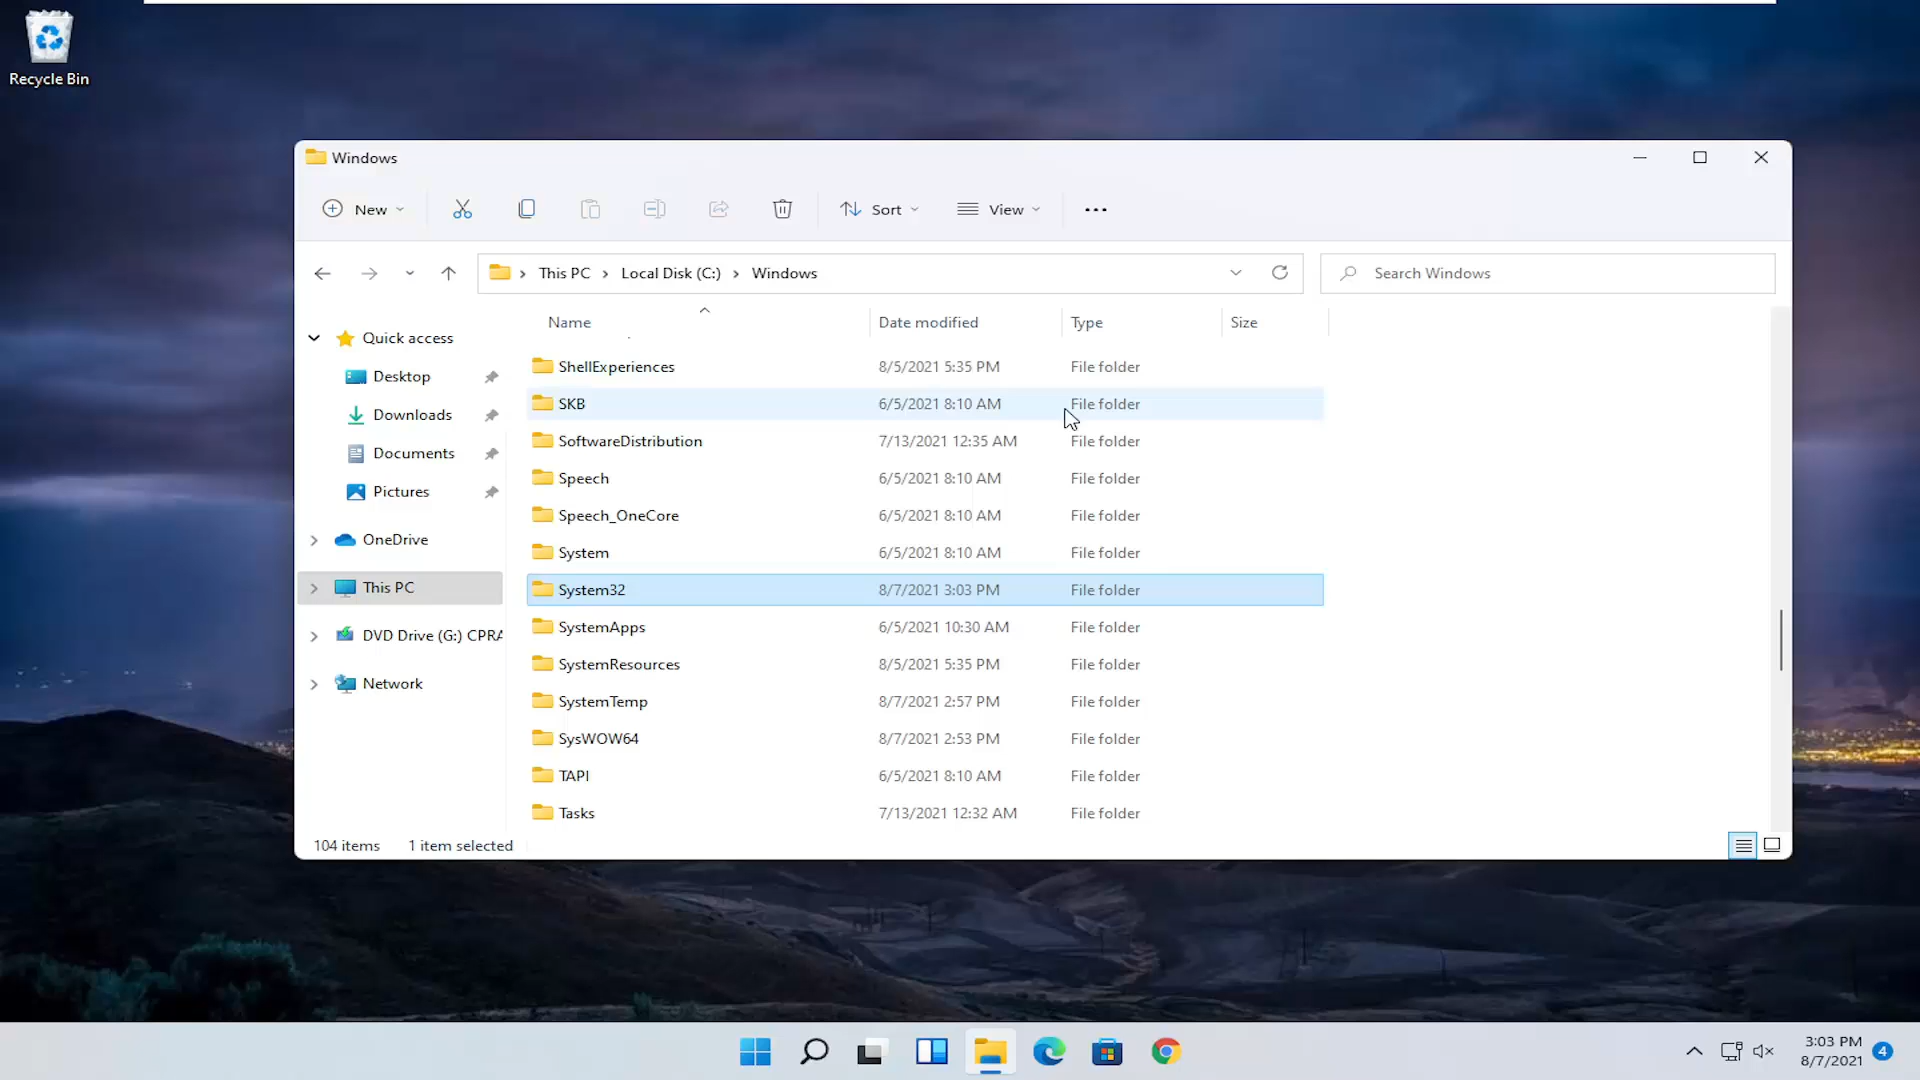 Recycle Bin
Windows
New
Sort
View
This PC
Local Disk (C:)
Windows
Search Windows
Name
Date modified
Type
Size
Quick access
Desktop
Downloads
Documents
Pictures
OneDrive
This PC
DVD Drive (G:) CPRA
Network
ShellExperiences 8/5/2021 5:35 PM File folder
SKB 6/5/2021 8:10 AM File folder
SoftwareDistribution 7/13/2021 12:35 AM File folder
Speech 6/5/2021 8:10 AM File folder
Speech_OneCore 6/5/2021 8:10 AM File folder
System 6/5/2021 8:10 AM File folder
System32 8/7/2021 3:03 PM File folder
SystemApps 6/5/2021 10:30 AM File folder
SystemResources 8/5/2021 5:35 PM File folder
SystemTemp 8/7/2021 2:57 PM File folder
SysWOW64 8/7/2021 2:53 PM File folder
TAPI 6/5/2021 8:10 AM File folder
Tasks 7/13/2021 12:32 AM File folder
104 items
1 item selected
3:03 PM
8/7/2021
4